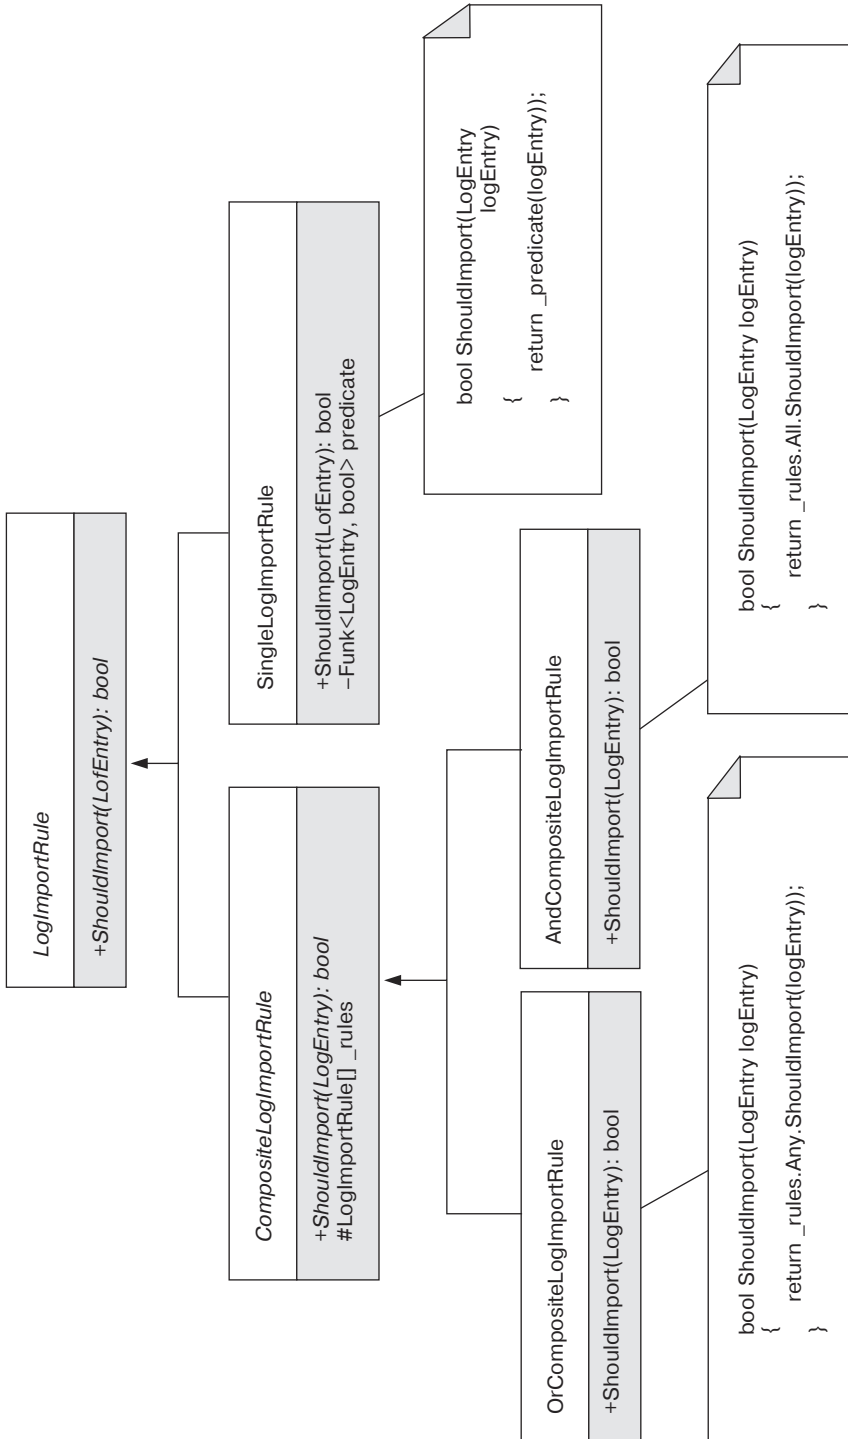 LogImportRule
+ShouldImport(LofEntry): bool
CompositeLogImportRule
+ShouldImport(LogEntry): bool
#LogImportRule[] _rules
SingleLogImportRule
+ShouldImport(LofEntry): bool
–Funk<LogEntry, bool> predicate
bool ShouldImport(LogEntry
logEntry)
{
return _predicate(logEntry));
}
OrCompositeLogImportRule
+ShouldImport(LogEntry): bool
AndCompositeLogImportRule
+ShouldImport(LogEntry): bool
bool ShouldImport(LogEntry logEntry)
{
return _rules.Any.ShouldImport(logEntry));
}
bool ShouldImport(LogEntry logEntry)
{
return _rules.All.ShouldImport(logEntry));
}